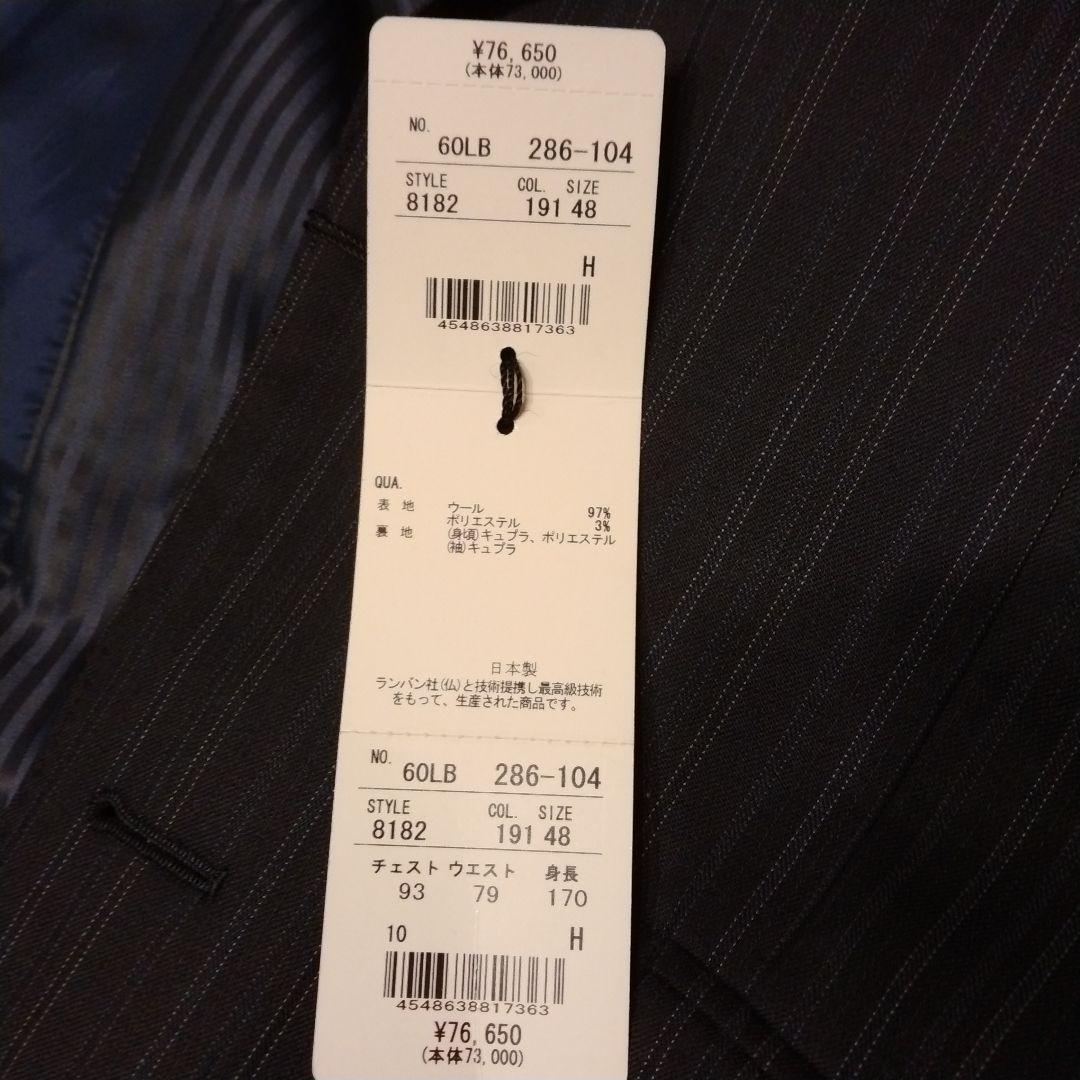 ¥76,650
(本体73,000)
NO. 60LB 286-104
STYLE COL. SIZE
8182 191 48
H
4548638817363
QUA.
表 地 ウール 97%
ポリエステル 3%
裏 地 (身頃)キュプラ、ポリエステル
(袖)キュプラ
日本製
ランバン社(仏)と技術提携し最高級技術
をもって、生産された商品です。
NO. 60LB 286-104
STYLE COL. SIZE
8182 191 48
チェスト ウエスト 身長
93 79 170
10 H
4548638817363
¥76,650
(本体73,000)